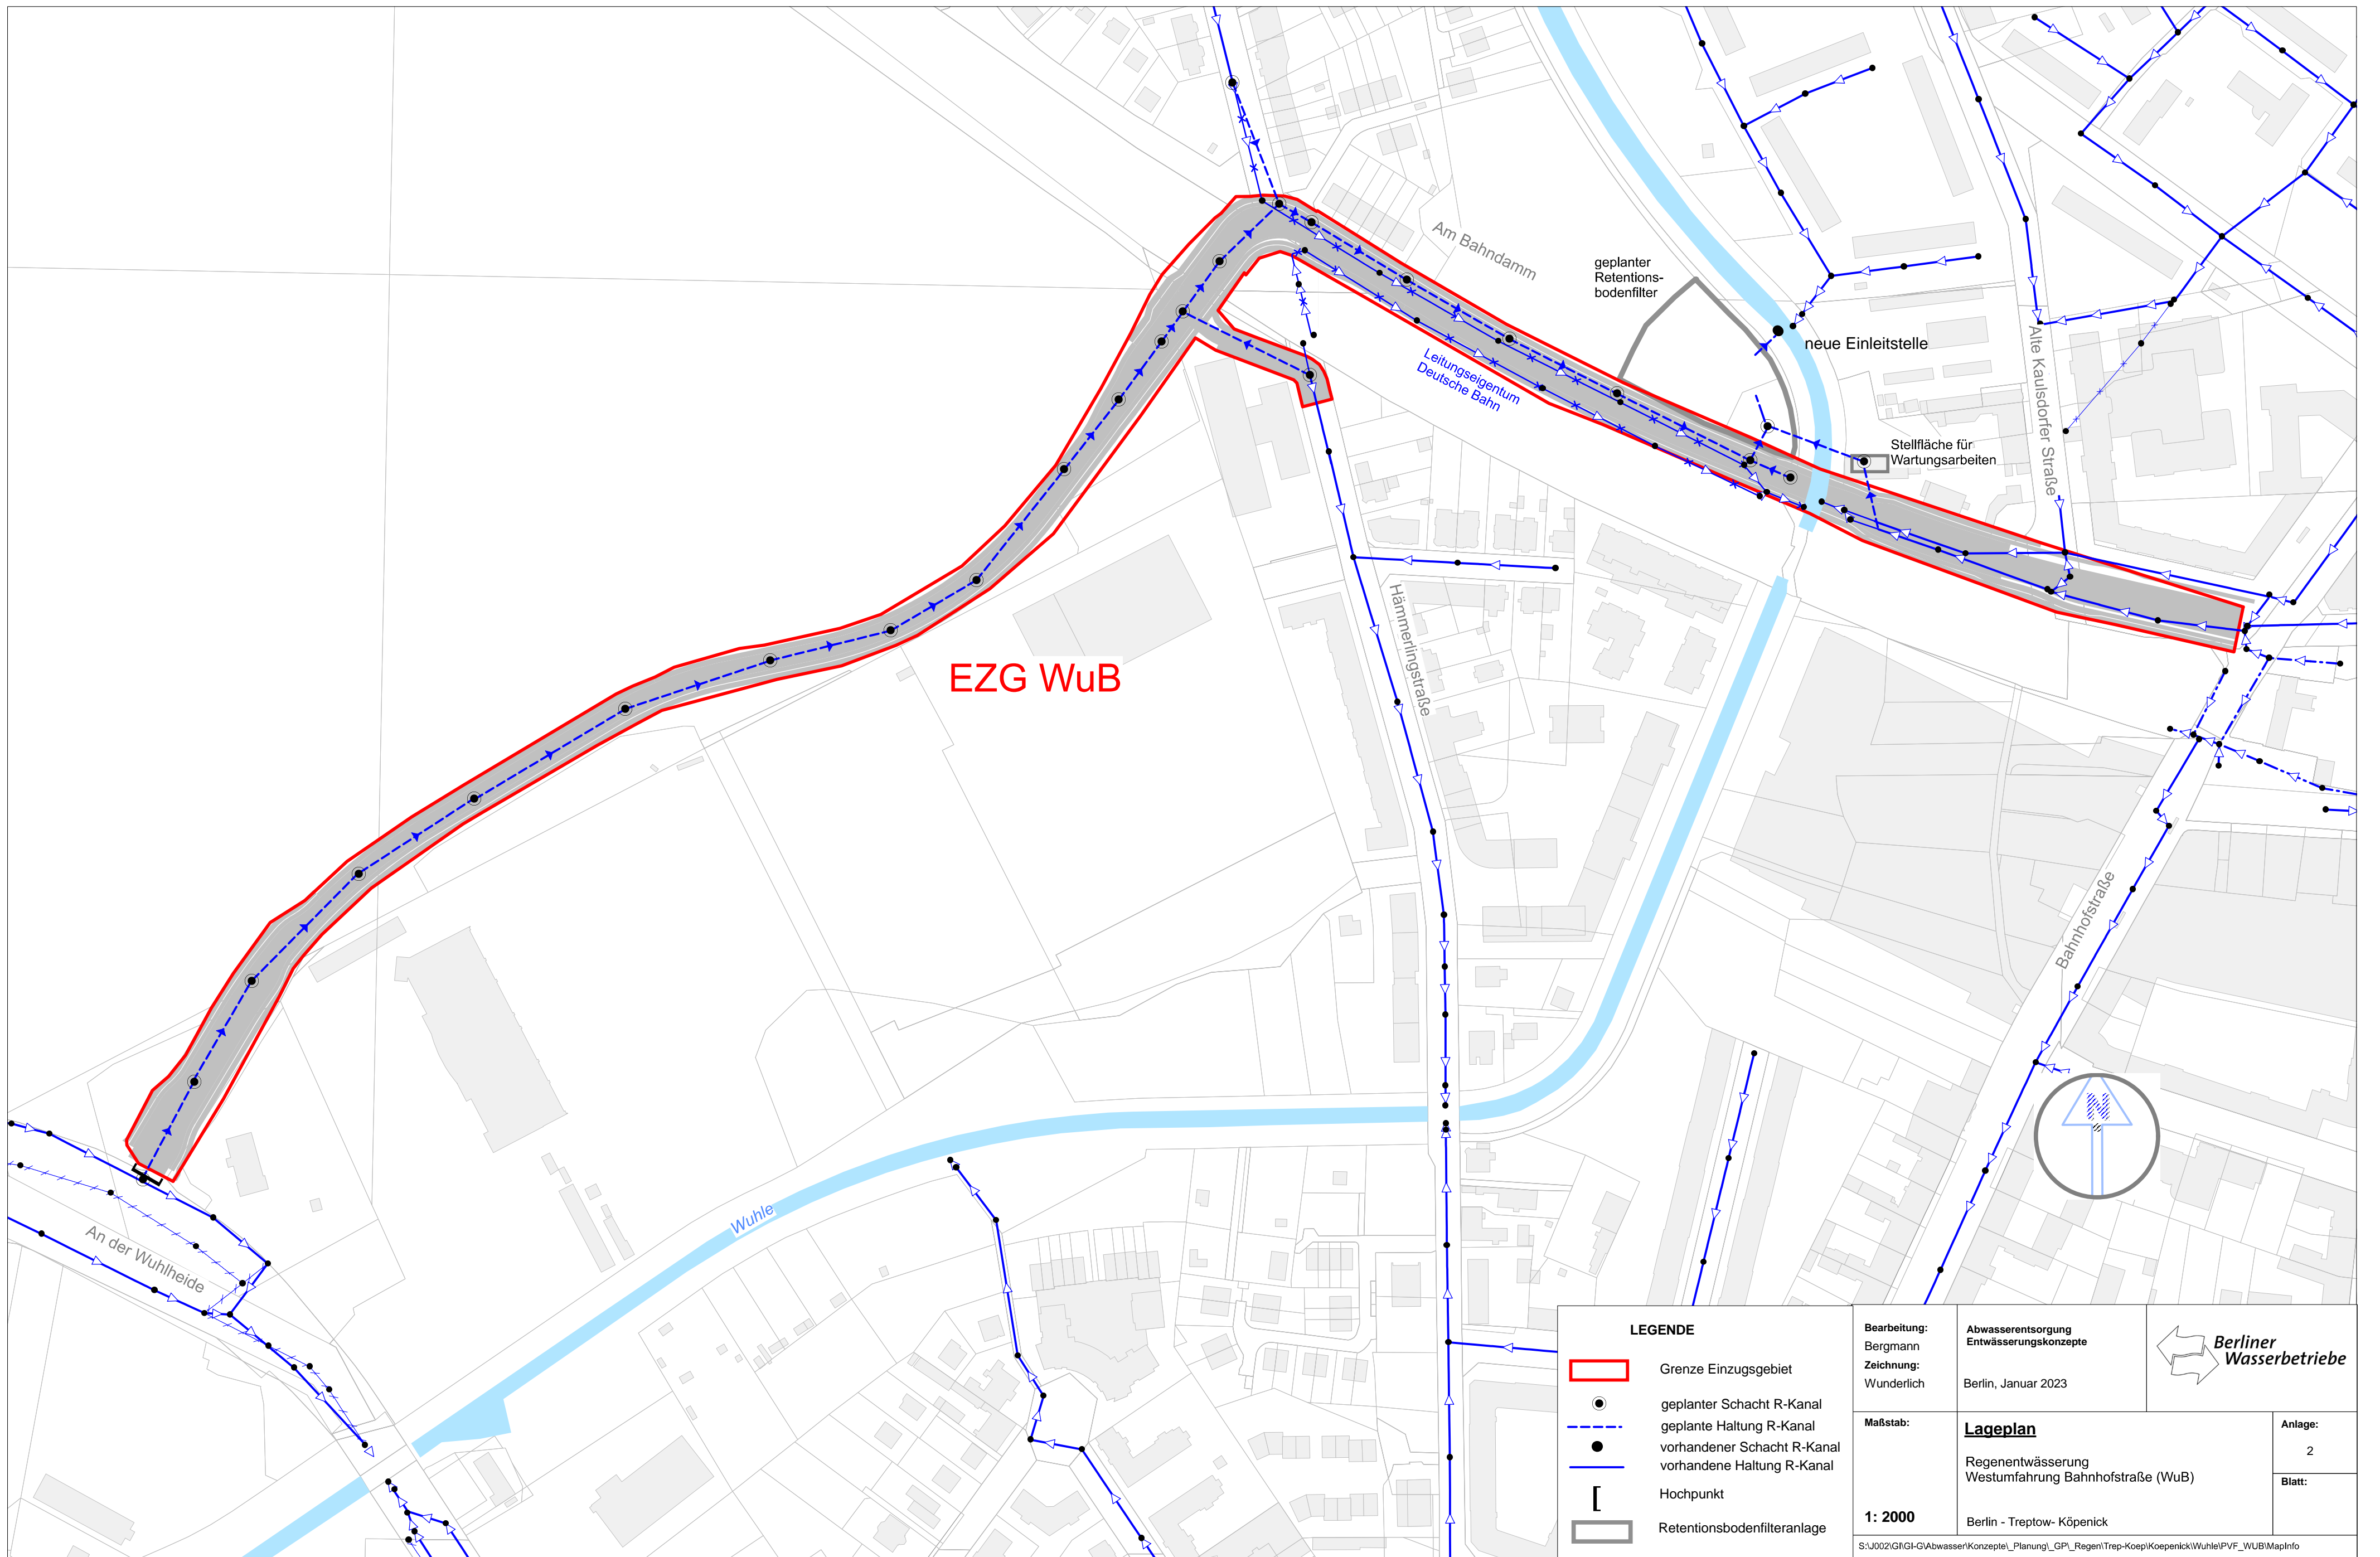 Am Bahndamm
geplanter
Retentions-
bodenfilter
neue Einleitstelle
Alte Kaulsdorfer Straße
Leitungseigentum
Deutsche Bahn
Stellfläche für
Wartungsarbeiten
Hämmerlingstraße
EZG WuB
Bahnhofstraße
N
Wuhle
An der Wuhlheide
LEGENDE
Grenze Einzugsgebiet
geplanter Schacht R-Kanal
geplante Haltung R-Kanal
vorhandener Schacht R-Kanal
vorhandene Haltung R-Kanal
Hochpunkt
Retentionsbodenfilteranlage
Bearbeitung:
Bergmann
Zeichnung:
Wunderlich
Abwasserentsorgung
Entwässerungskonzepte
Berlin, Januar 2023
Berliner
Wasserbetriebe
Maßstab:
1: 2000
Lageplan
Regenentwässerung
Westumfahrung Bahnhofstraße (WuB)
Berlin - Treptow- Köpenick
Anlage:
2
Blatt:
S:\J002\GI\GI-G\Abwasser\Konzepte\_Planung\_GP\_Regen\Trep-Koep\Koepenick\Wuhle\PVF_WUB\MapInfo